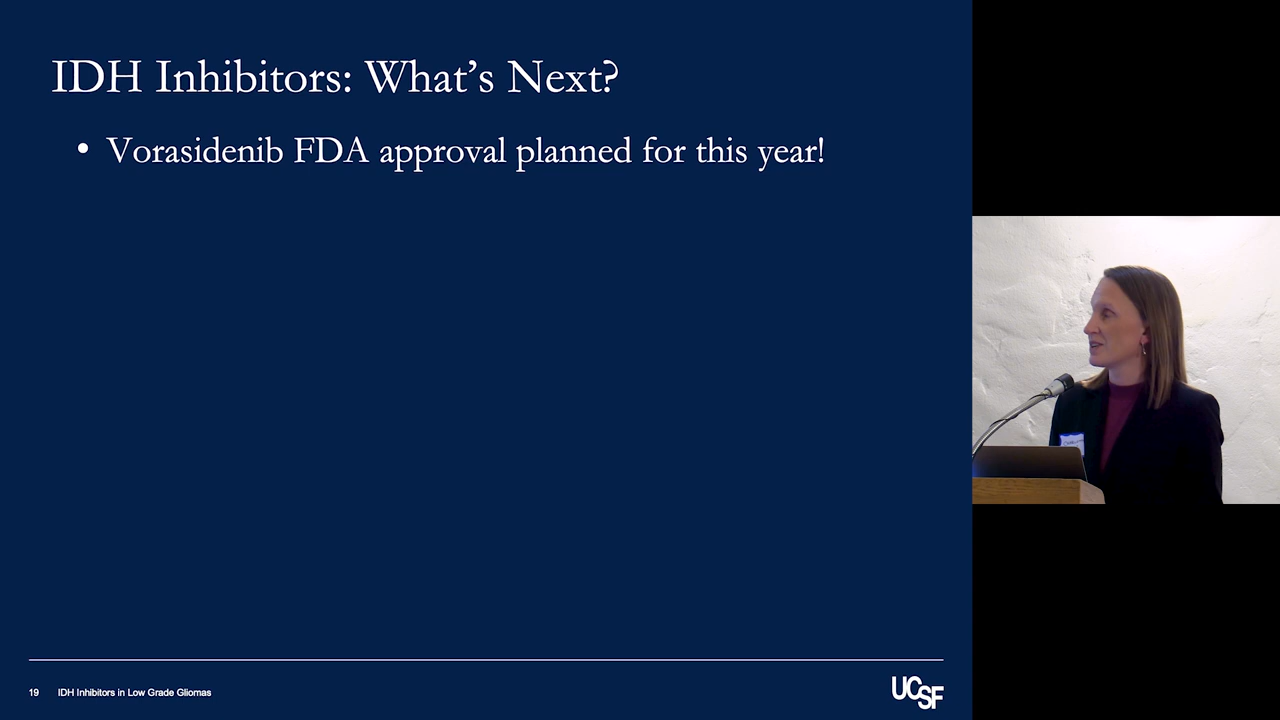 IDH Inhibitors: What’s Next?
• Vorasidenib FDA approval planned for this year!
19 IDH Inhibitors in Low Grade Gliomas
UCSF